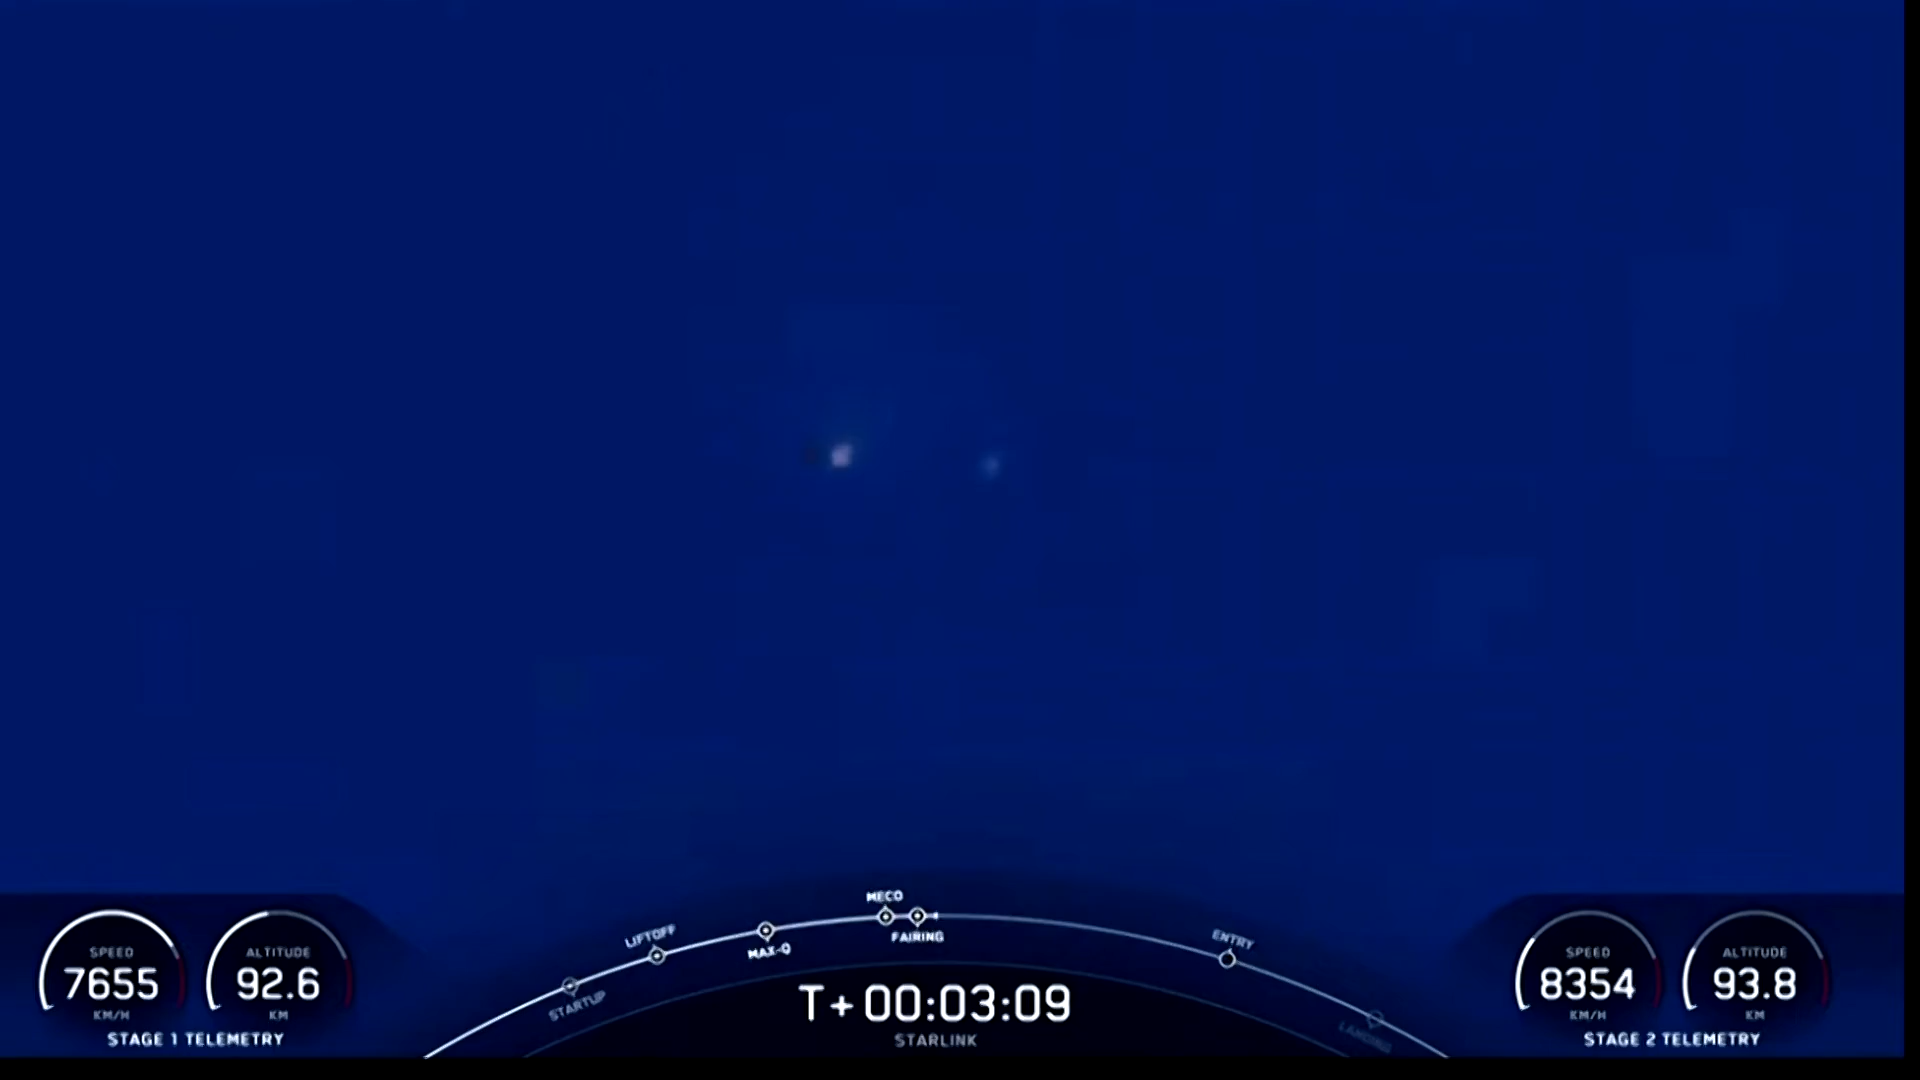 MECO
LIFTOFF
FAIRING
ENTRY
MAX-Q
STARTUP
LANDING
SPEED
7655
KM/H
ALTITUDE
92.6
KM
STAGE 1 TELEMETRY
T+00:03:09
STARLINK
SPEED
8354
KM/H
ALTITUDE
93.8
KM
STAGE 2 TELEMETRY